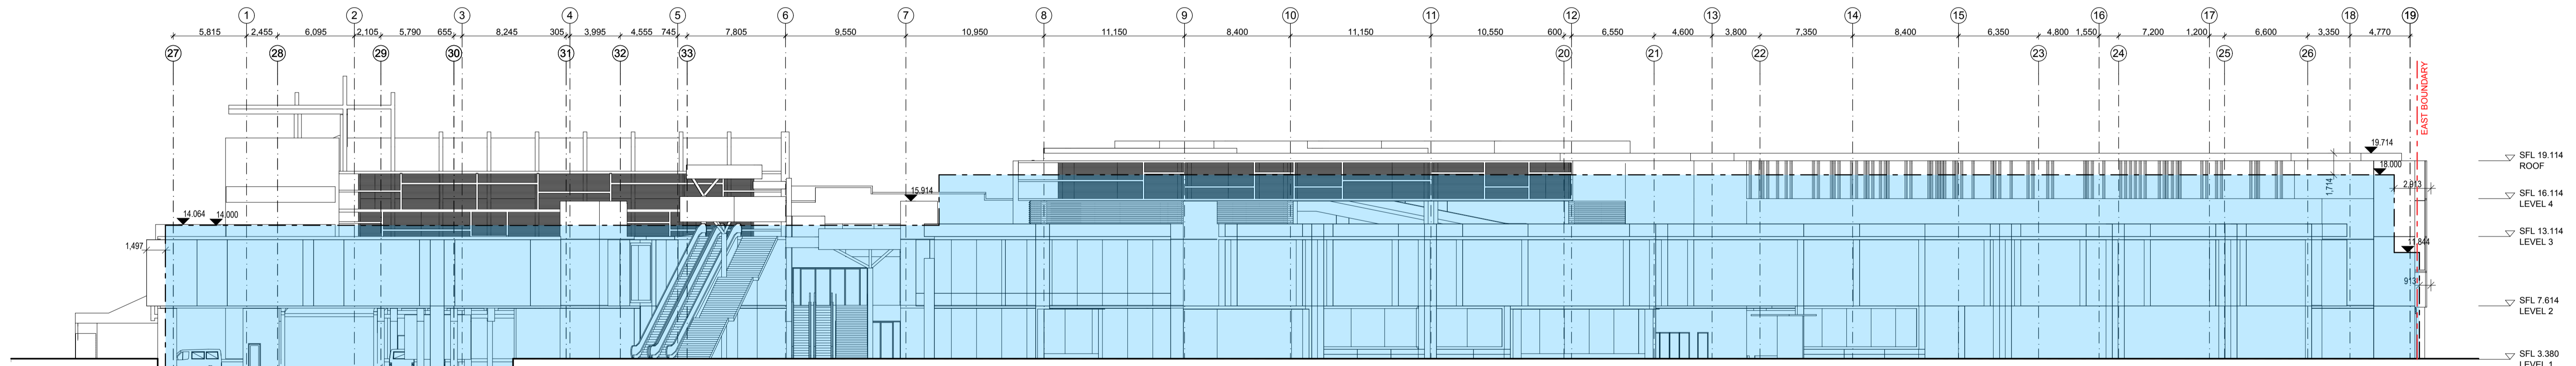 1 2 3 4 5 6 7 8 9 10 11 12 13 14 15 16 17 18 19
5,815 2,455 6,095 2,105 5,790 655 8,245 305 3,995 4,555 745 7,805 9,550 10,950 11,150 8,400 11,150 10,550 600 6,550 4,600 3,800 7,350 8,400 6,350 4,800 1,550 7,200 1,200 6,600 3,350 4,770
27 28 29 30 31 32 33 20 21 22 23 24 25 26
EAST BOUNDARY
19.714
SFL 19.114
ROOF
18.000
1,714
2,913
15.914
SFL 16.114
LEVEL 4
14.064 14.000
1,497
SFL 13.114
LEVEL 3
11.844
913
SFL 7.614
LEVEL 2
SFL 3.380
LEVEL 1